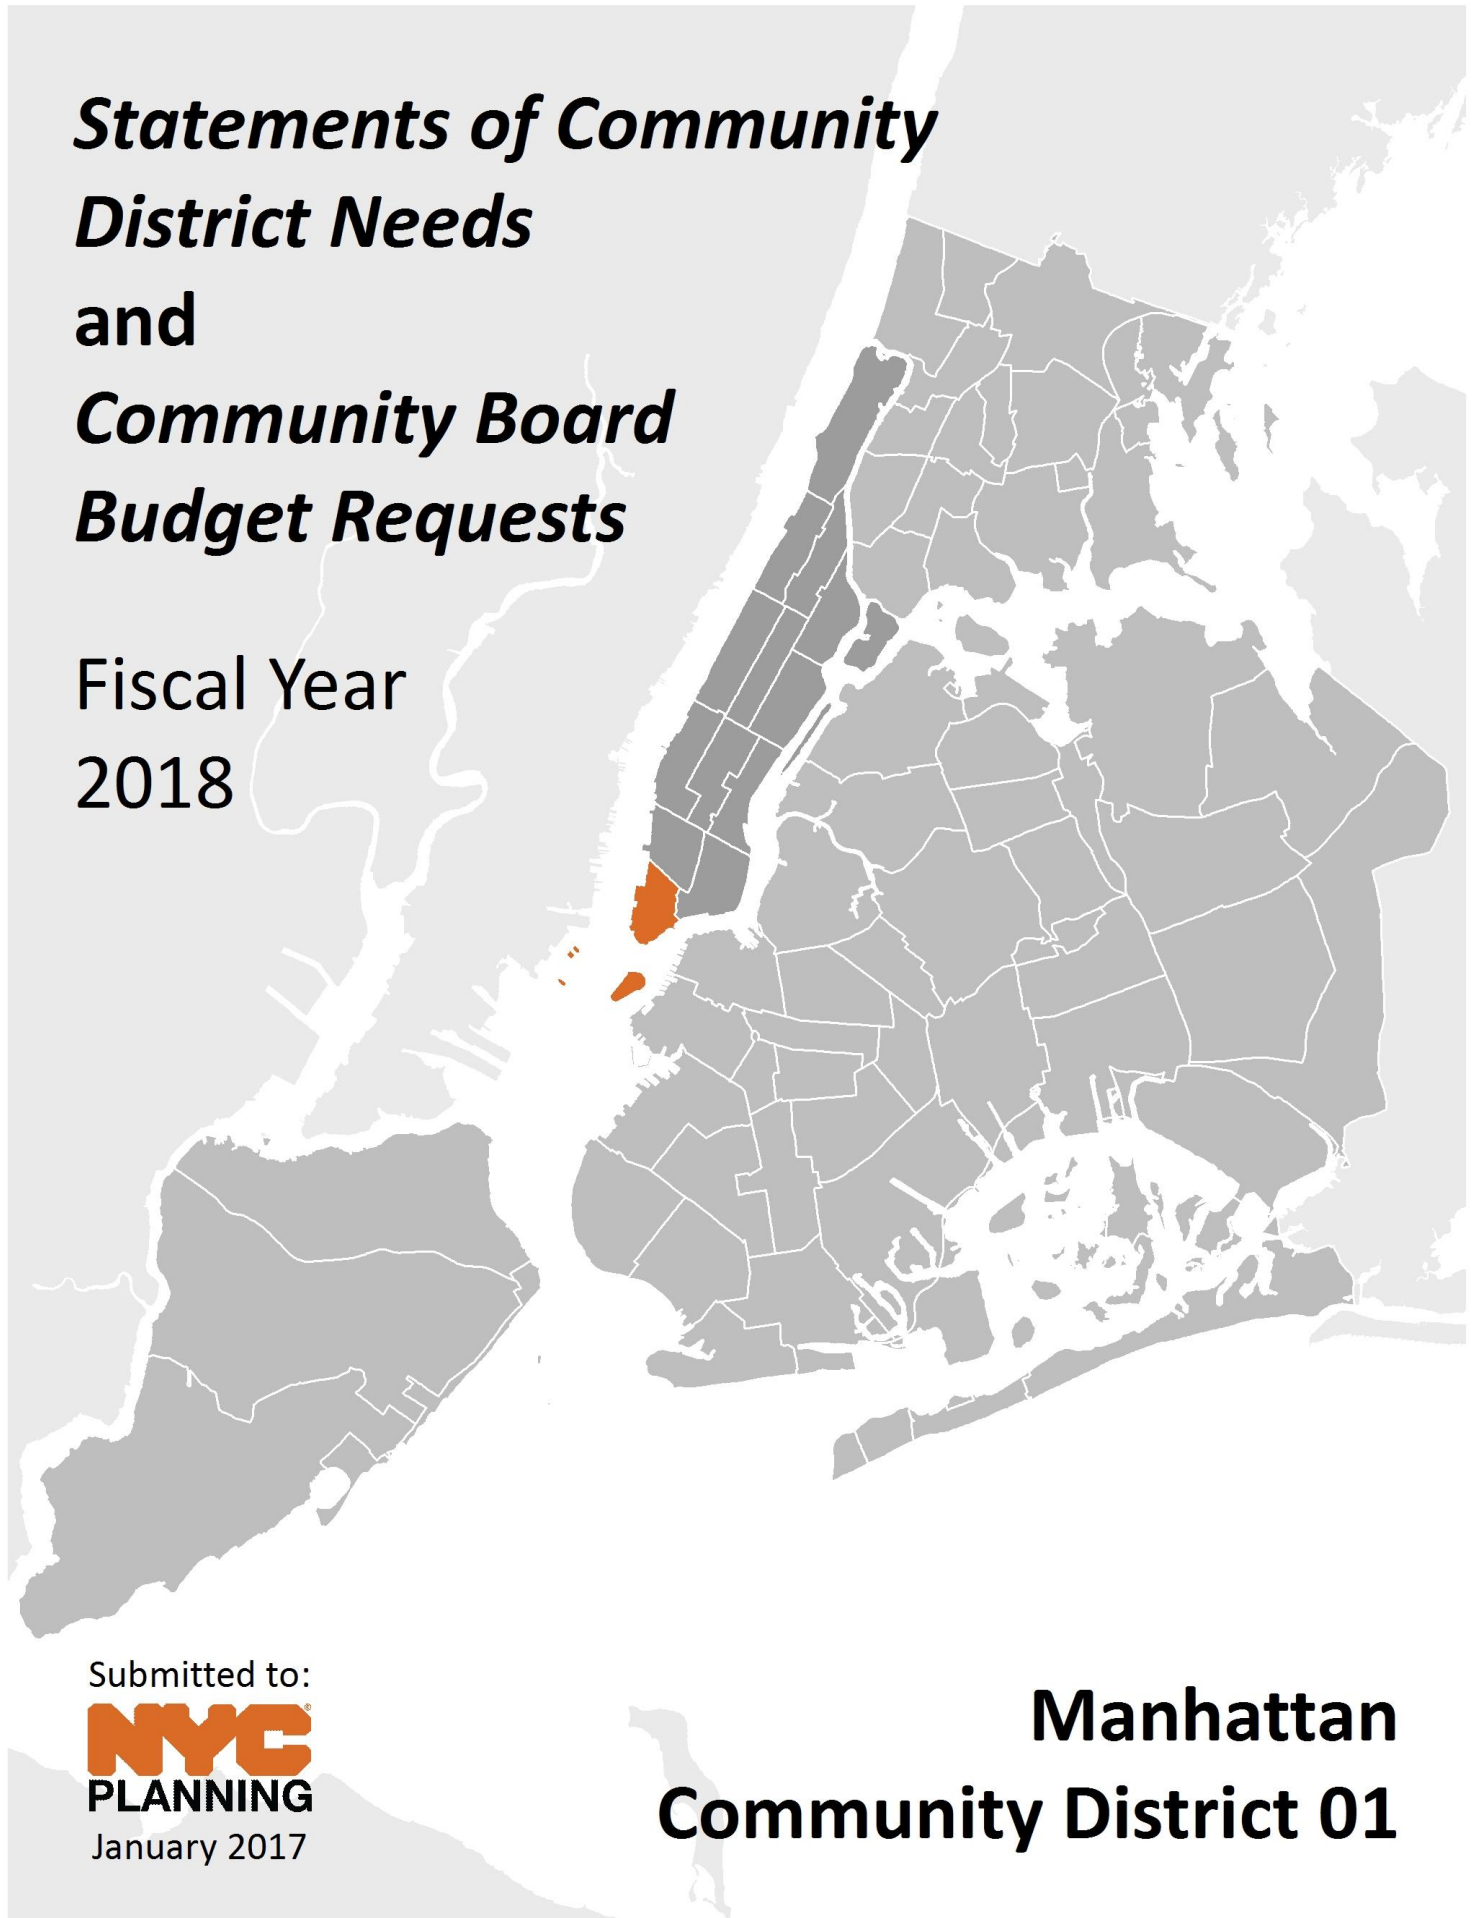 Statements of Community
District Needs
and
Community Board
Budget Requests
Fiscal Year
2018
Submitted to:
NYC®
PLANNING
January 2017
Manhattan
Community District 01